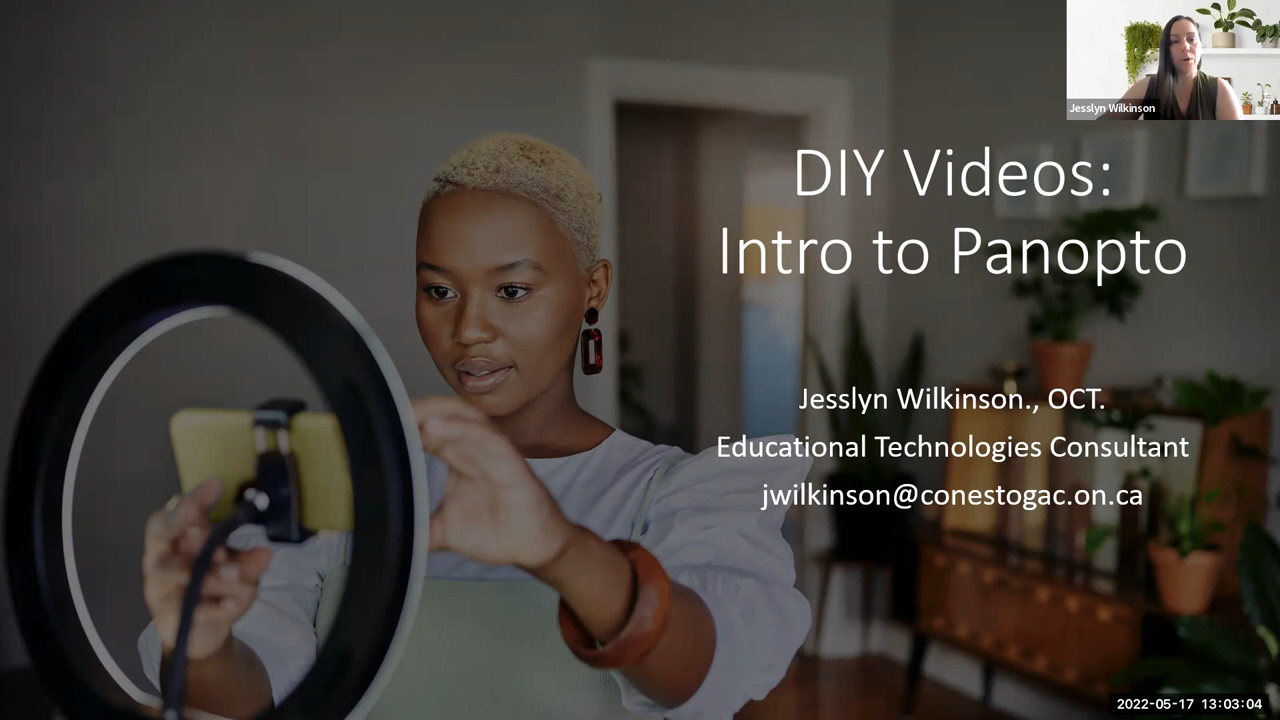 Jesslyn Wilkinson
DIY Videos:
Intro to Panopto
Jesslyn Wilkinson., OCT.
Educational Technologies Consultant
jwilkinson@conestogac.on.ca
2022-05-17 13:03:04